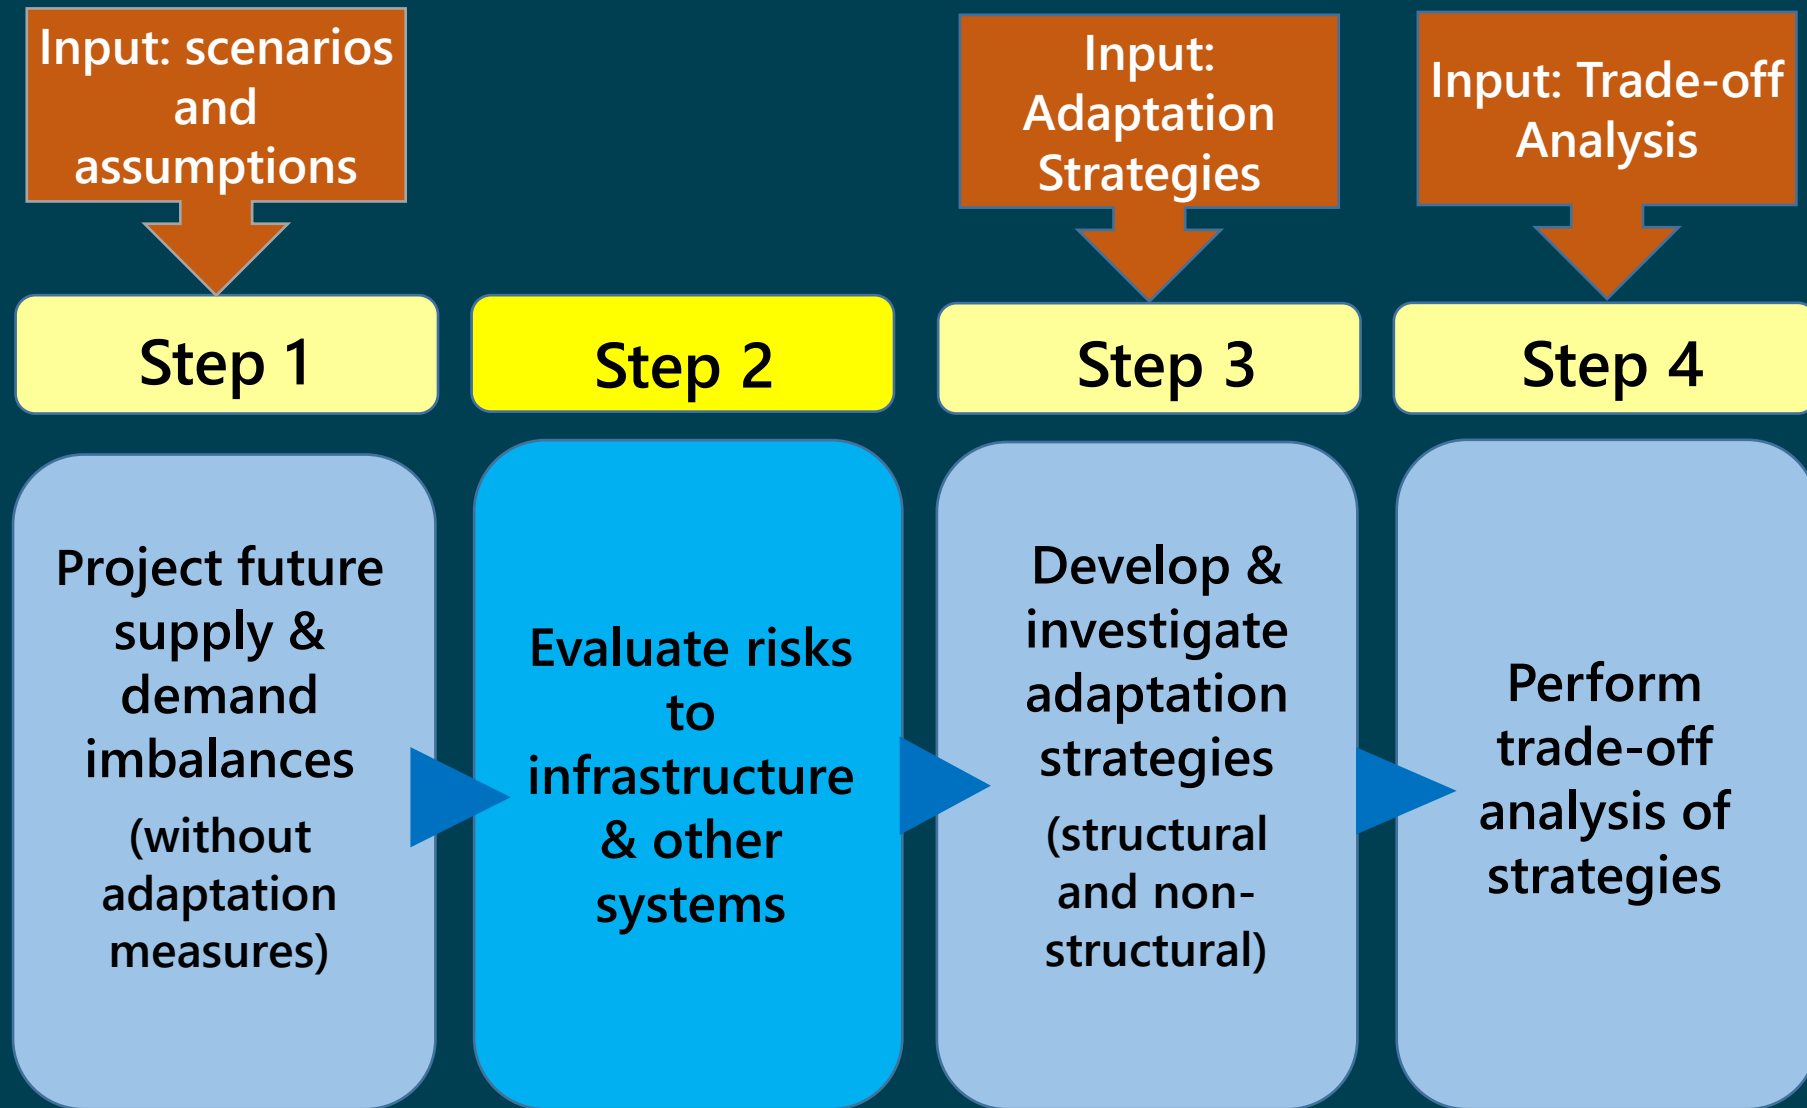 Input: scenarios
and
assumptions
Input:
Adaptation
Strategies
Input: Trade-off
Analysis
Step 1
Step 2
Step 3
Step 4
Project future
supply &
demand
imbalances
(without
adaptation
measures)
Evaluate risks
to
infrastructure
& other
systems
Develop &
investigate
adaptation
strategies
(structural
and non-
structural)
Perform
trade-off
analysis of
strategies